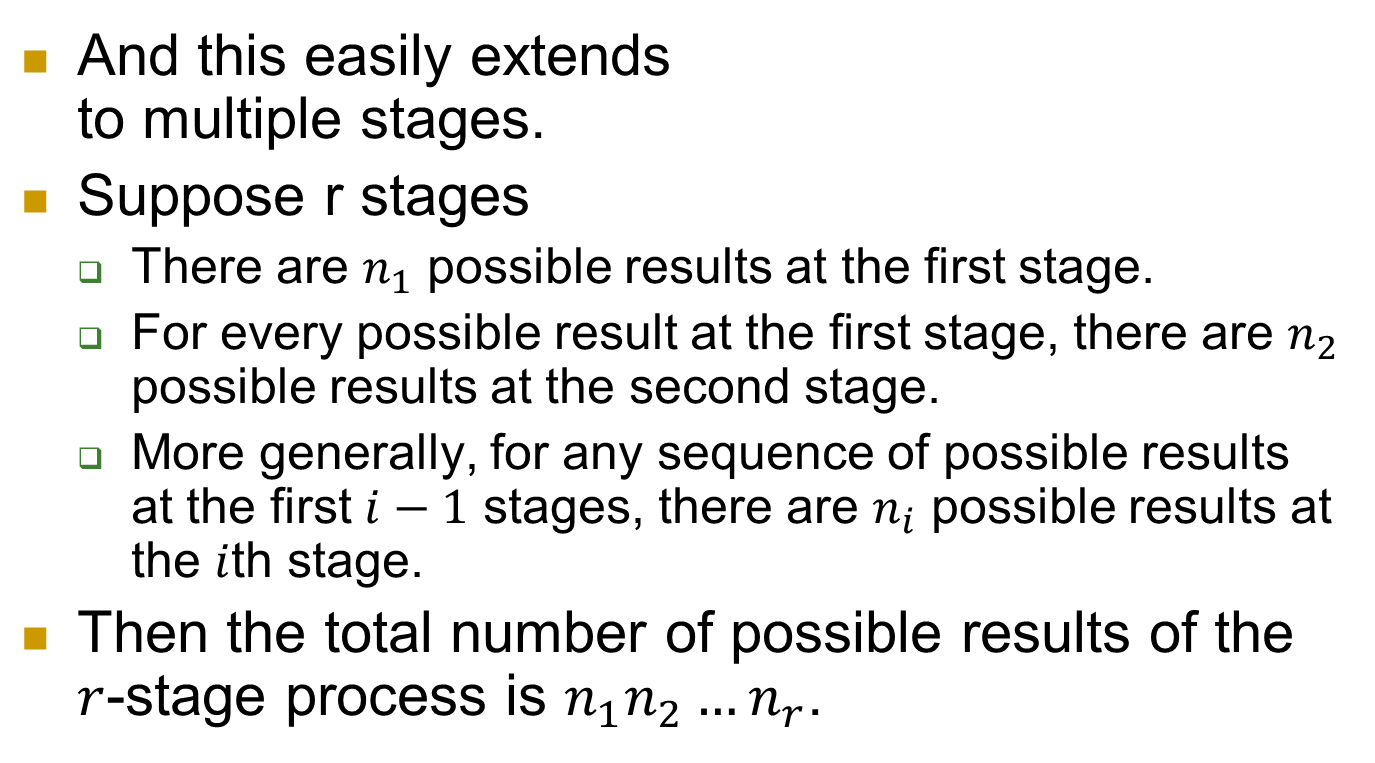 And this easily extends
to multiple stages.
Suppose r stages
There are n₁ possible results at the first stage.
For every possible result at the first stage, there are n₂
possible results at the second stage.
More generally, for any sequence of possible results
at the first i − 1 stages, there are nᵢ possible results at
the ith stage.
Then the total number of possible results of the
r-stage process is n₁n₂ … nᵣ.